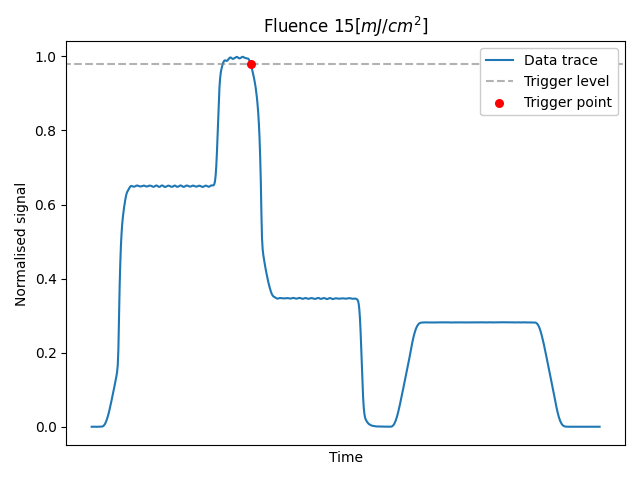 Fluence 15[mJ/cm²]
Data trace
Trigger level
Trigger point
1.0
0.8
0.6
0.4
0.2
0.0
Normalised signal
Time